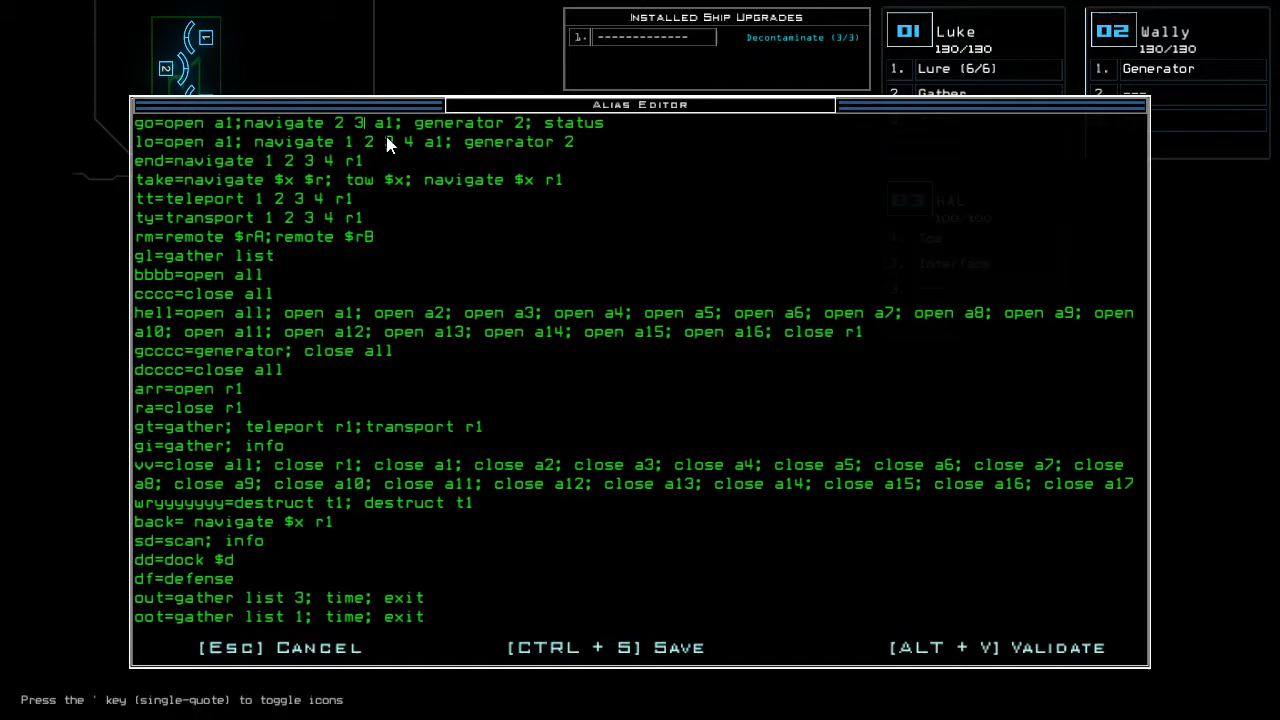 Installed Ship Upgrades
1. ------------- Decontaminate (3/3)
01 Luke
130/130
1. Lure (6/6)
2. Gather
02 Wally
130/130
1. Generator
2. ---
1
2
Alias Editor
go=open a1;navigate 2 3 a1; generator 2; status
lo=open a1; navigate 1 2 3 4 a1; generator 2
end=navigate 1 2 3 4 r1
take=navigate $x $r; tow $x; navigate $x r1
tt=teleport 1 2 3 4 r1
ty=transport 1 2 3 4 r1
rm=remote $rA;remote $rB
gl=gather list
bbbb=open all
cccc=close all
hell=open all; open a1; open a2; open a3; open a4; open a5; open a6; open a7; open a8; open a9; open
a10; open a11; open a12; open a13; open a14; open a15; open a16; close r1
gcccc=generator; close all
dcccc=close all
arr=open r1
ra=close r1
gt=gather; teleport r1;transport r1
gi=gather; info
vv=close all; close r1; close a1; close a2; close a3; close a4; close a5; close a6; close a7; close
a8; close a9; close a10; close a11; close a12; close a13; close a14; close a15; close a16; close a17
wryyyyyyy=destruct t1; destruct t1
back= navigate $x r1
sd=scan; info
dd=dock $d
df=defense
out=gather list 3; time; exit
oot=gather list 1; time; exit
03 HAL
100/100
1. Tow
2. Interface
[Esc] Cancel [CTRL + S] Save [ALT + V] Validate
Press the ' key (single-quote) to toggle icons